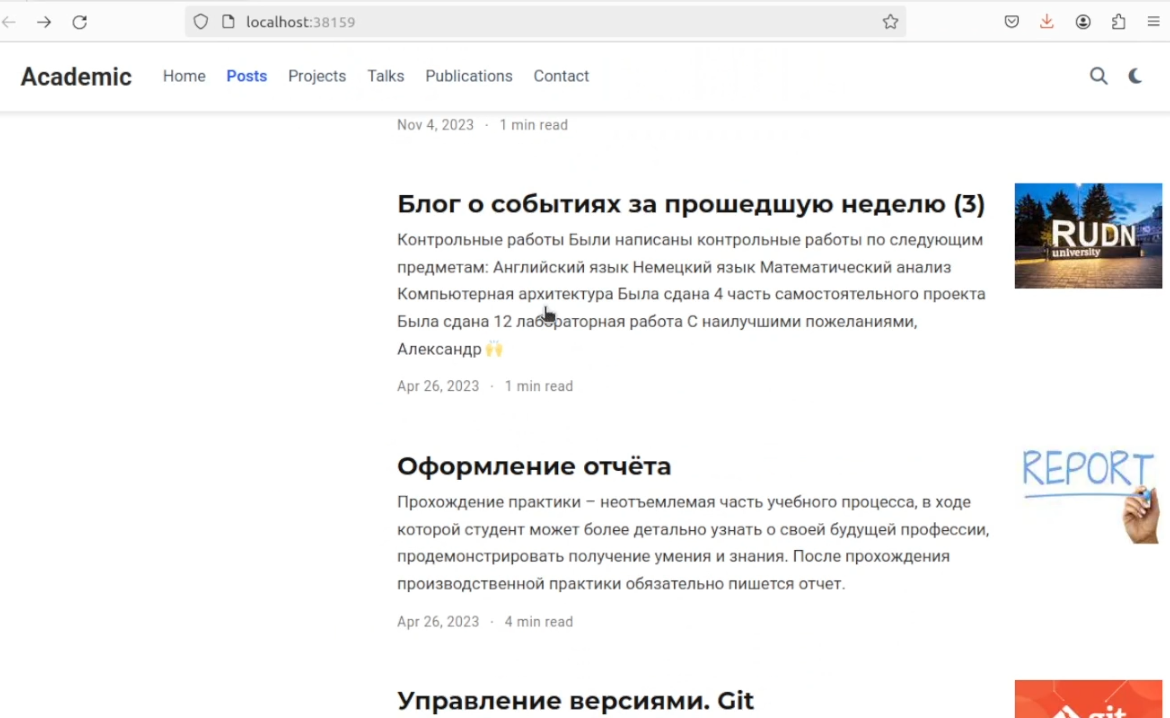 localhost:38159
Academic Home Posts Projects Talks Publications Contact
Nov 4, 2023 · 1 min read
Блог о событиях за прошедшую неделю (3)
Контрольные работы Были написаны контрольные работы по следующим
предметам: Английский язык Немецкий язык Математический анализ
Компьютерная архитектура Была сдана 4 часть самостоятельного проекта
Была сдана 12 лабораторная работа С наилучшими пожеланиями,
Александр 🙌
Apr 26, 2023 · 1 min read
RUDN
university
Оформление отчёта
Прохождение практики – неотъемлемая часть учебного процесса, в ходе
которой студент может более детально узнать о своей будущей профессии,
продемонстрировать получение умения и знания. После прохождения
производственной практики обязательно пишется отчет.
Apr 26, 2023 · 4 min read
REPORT
Управление версиями. Git
git